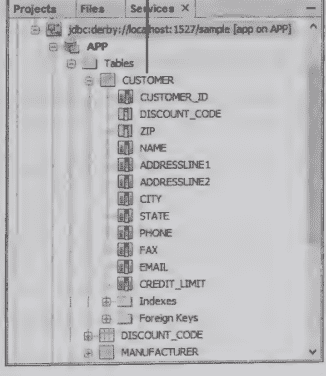 Projects Files Services ×
jdbc:derby://localhost:1527/sample [app on APP]
APP
Tables
CUSTOMER
CUSTOMER_ID
DISCOUNT_CODE
ZIP
NAME
ADDRESSLINE1
ADDRESSLINE2
CITY
STATE
PHONE
FAX
EMAIL
CREDIT_LIMIT
Indexes
Foreign Keys
DISCOUNT_CODE
MANUFACTURER